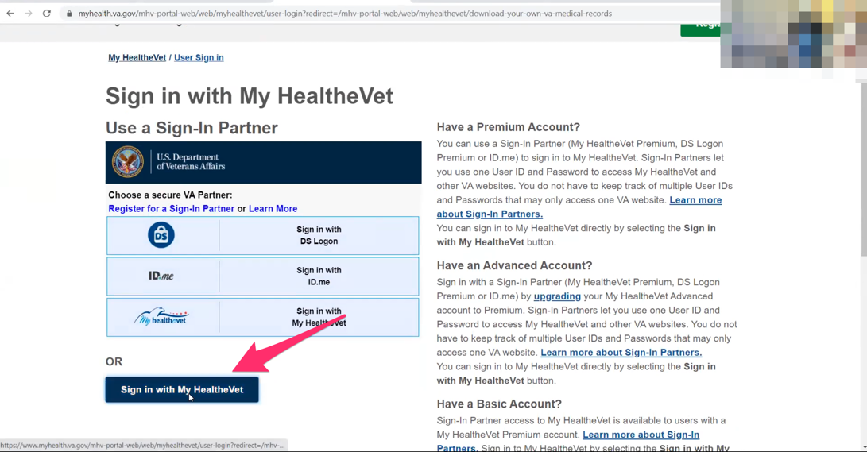 myhealth.va.gov/mhv-portal-web/web/myhealthevet/user-login?redirect=/mhv-portal-web/web/myhealthevet/download-your-own-va-medical-records
My HealtheVet / User Sign in
Sign in with My HealtheVet
Use a Sign-In Partner
U.S. Department
of Veterans Affairs
Choose a secure VA Partner:
Register for a Sign-In Partner or Learn More
DS
Sign in with
DS Logon
ID.me
Sign in with
ID.me
My healthevet
Sign in with
My HealtheVet
OR
Sign in with My HealtheVet
Have a Premium Account?
You can use a Sign-In Partner (My HealtheVet Premium, DS Logon
Premium or ID.me) to sign in to My HealtheVet. Sign-In Partners let
you use one User ID and Password to access My HealtheVet and
other VA websites. You do not have to keep track of multiple User IDs
and Passwords that may only access one VA website. Learn more
about Sign-In Partners.
You can sign in to My HealtheVet directly by selecting the Sign in
with My HealtheVet button.
Have an Advanced Account?
Sign in with a Sign-In Partner (My HealtheVet Premium, DS Logon
Premium or ID.me) by upgrading your My HealtheVet Advanced
account to Premium. Sign-In Partners let you use one User ID and
Password to access My HealtheVet and other VA websites. You do not
have to keep track of multiple User IDs and Passwords that may only
access one VA website. Learn more about Sign-In Partners.
You can sign in to My HealtheVet directly by selecting the Sign in
with My HealtheVet button.
Have a Basic Account?
Sign-In Partner access to My HealtheVet is available to users with a
My HealtheVet Premium account. Learn more about Sign-In
Partners. Sign in to My HealtheVet by selecting the Sign in with My
https://www.myhealth.va.gov/mhv-portal-web/web/myhealthevet/user-login?redirect=/mhv-...